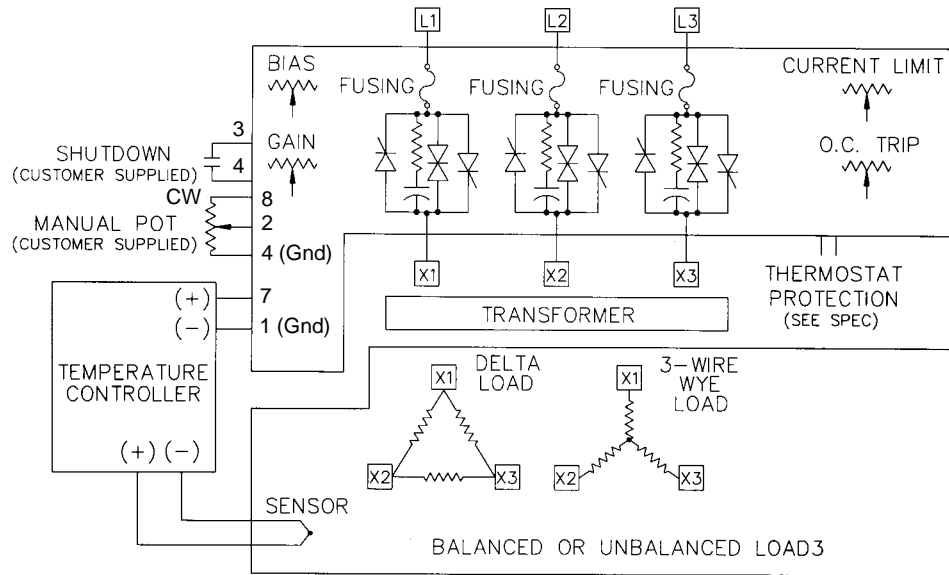 L1 L2 L3
BIAS
FUSING FUSING FUSING
CURRENT LIMIT
3
SHUTDOWN
(CUSTOMER SUPPLIED)
4
GAIN
O.C. TRIP
CW
8
MANUAL POT
(CUSTOMER SUPPLIED)
2
4 (Gnd)
X1 X2 X3
THERMOSTAT
PROTECTION
(SEE SPEC)
(+) 7
(-) 1 (Gnd)
TRANSFORMER
TEMPERATURE
CONTROLLER
DELTA
LOAD
3-WIRE
WYE
LOAD
X1
X1
(+) (-)
X2 X3
X2 X3
SENSOR
BALANCED OR UNBALANCED LOAD3